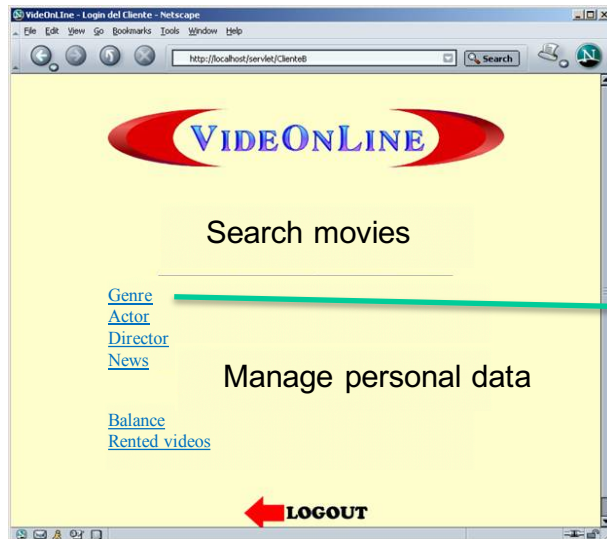 VideOnLIne - Login del Cliente - Netscape
File Edit View Go Bookmarks Tools Window Help
http://localhost/servlet/ClienteB Search N
VIDEONLINE
Search movies
Genre
Actor
Director
News
Manage personal data
Balance
Rented videos
LOGOUT